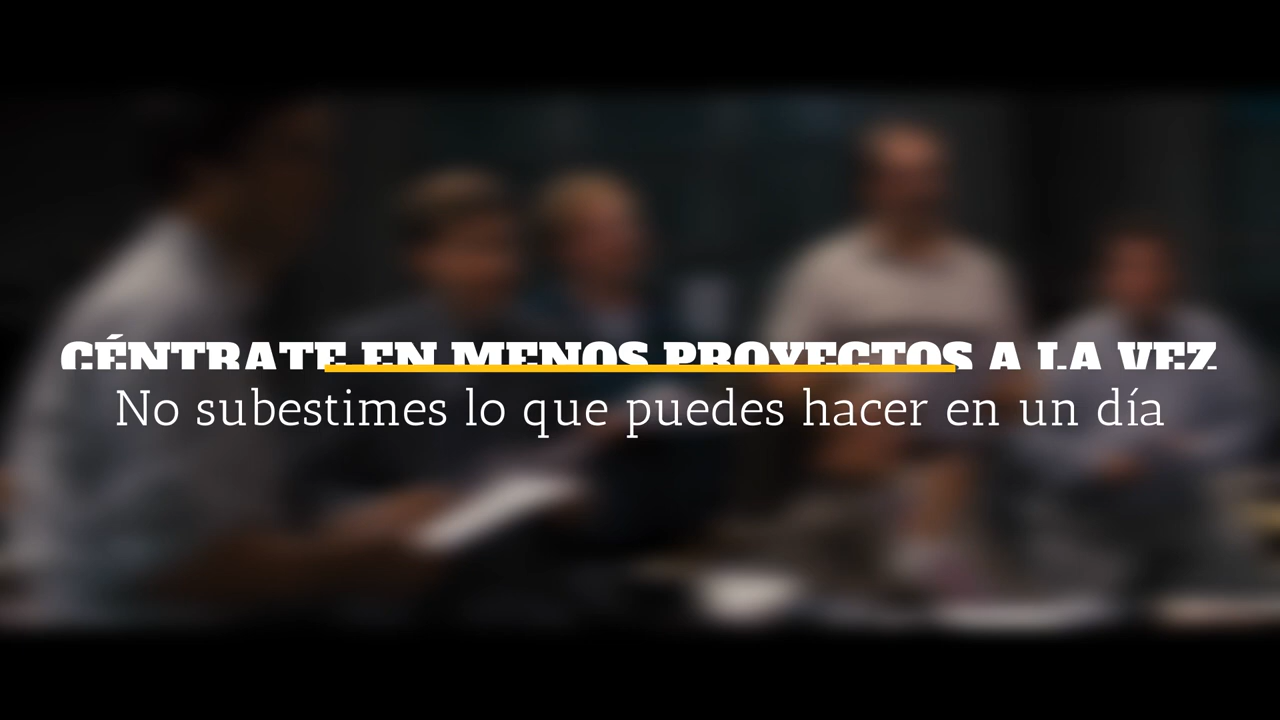 CÉNTRATE EN MENOS PROYECTOS A LA VEZ
No subestimes lo que puedes hacer en un día